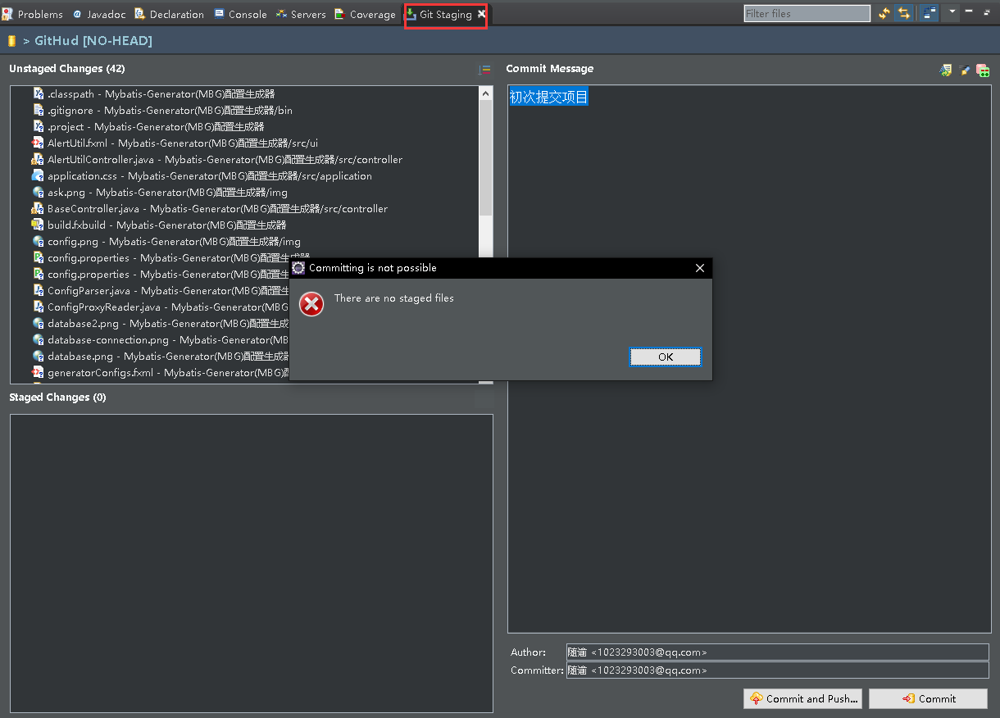 Problems Javadoc Declaration Console Servers Coverage Git Staging Filter files
> GitHud [NO-HEAD]
Unstaged Changes (42)
.classpath - Mybatis-Generator(MBG)配置生成器
.gitignore - Mybatis-Generator(MBG)配置生成器/bin
.project - Mybatis-Generator(MBG)配置生成器
AlertUtil.fxml - Mybatis-Generator(MBG)配置生成器/src/ui
AlertUtilController.java - Mybatis-Generator(MBG)配置生成器/src/controller
application.css - Mybatis-Generator(MBG)配置生成器/src/application
ask.png - Mybatis-Generator(MBG)配置生成器/img
BaseController.java - Mybatis-Generator(MBG)配置生成器/src/controller
build.fxbuild - Mybatis-Generator(MBG)配置生成器
config.png - Mybatis-Generator(MBG)配置生成器/img
config.properties - Mybatis-Generator(MBG)配置生成器
config.properties - Mybatis-Generator(MBG)配置生
ConfigParser.java - Mybatis-Generator(MBG)配置生
ConfigProxyReader.java - Mybatis-Generator(MBG)
database2.png - Mybatis-Generator(MBG)配置生成
database-connection.png - Mybatis-Generator(MB
database.png - Mybatis-Generator(MBG)配置生成器
generatorConfigs.fxml - Mybatis-Generator(MBG)配
Staged Changes (0)
Commit Message
初次提交项目
Committing is not possible
There are no staged files
OK
Author: 随谕 <1023293003@qq.com>
Committer: 随谕 <1023293003@qq.com>
Commit and Push... Commit